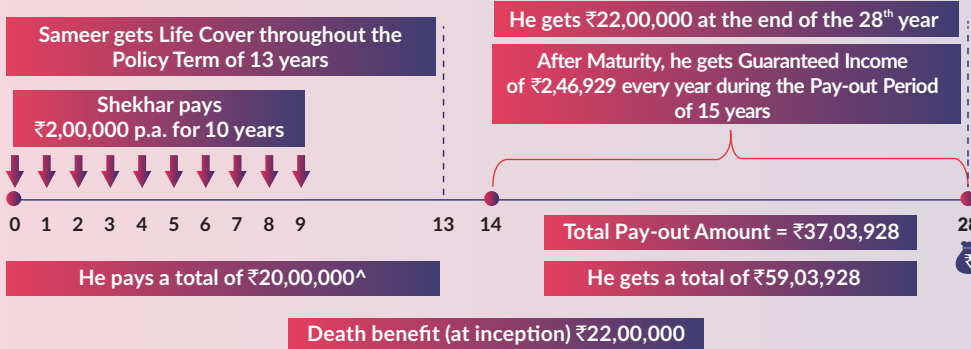 Sameer gets Life Cover throughout the
Policy Term of 13 years
He gets ₹22,00,000 at the end of the 28th year
After Maturity, he gets Guaranteed Income
of ₹2,46,929 every year during the Pay-out Period
of 15 years
Shekhar pays
₹2,00,000 p.a. for 10 years
0 1 2 3 4 5 6 7 8 9 13 14 28
Total Pay-out Amount = ₹37,03,928
He pays a total of ₹20,00,000^
He gets a total of ₹59,03,928
₹
Death benefit (at inception) ₹22,00,000